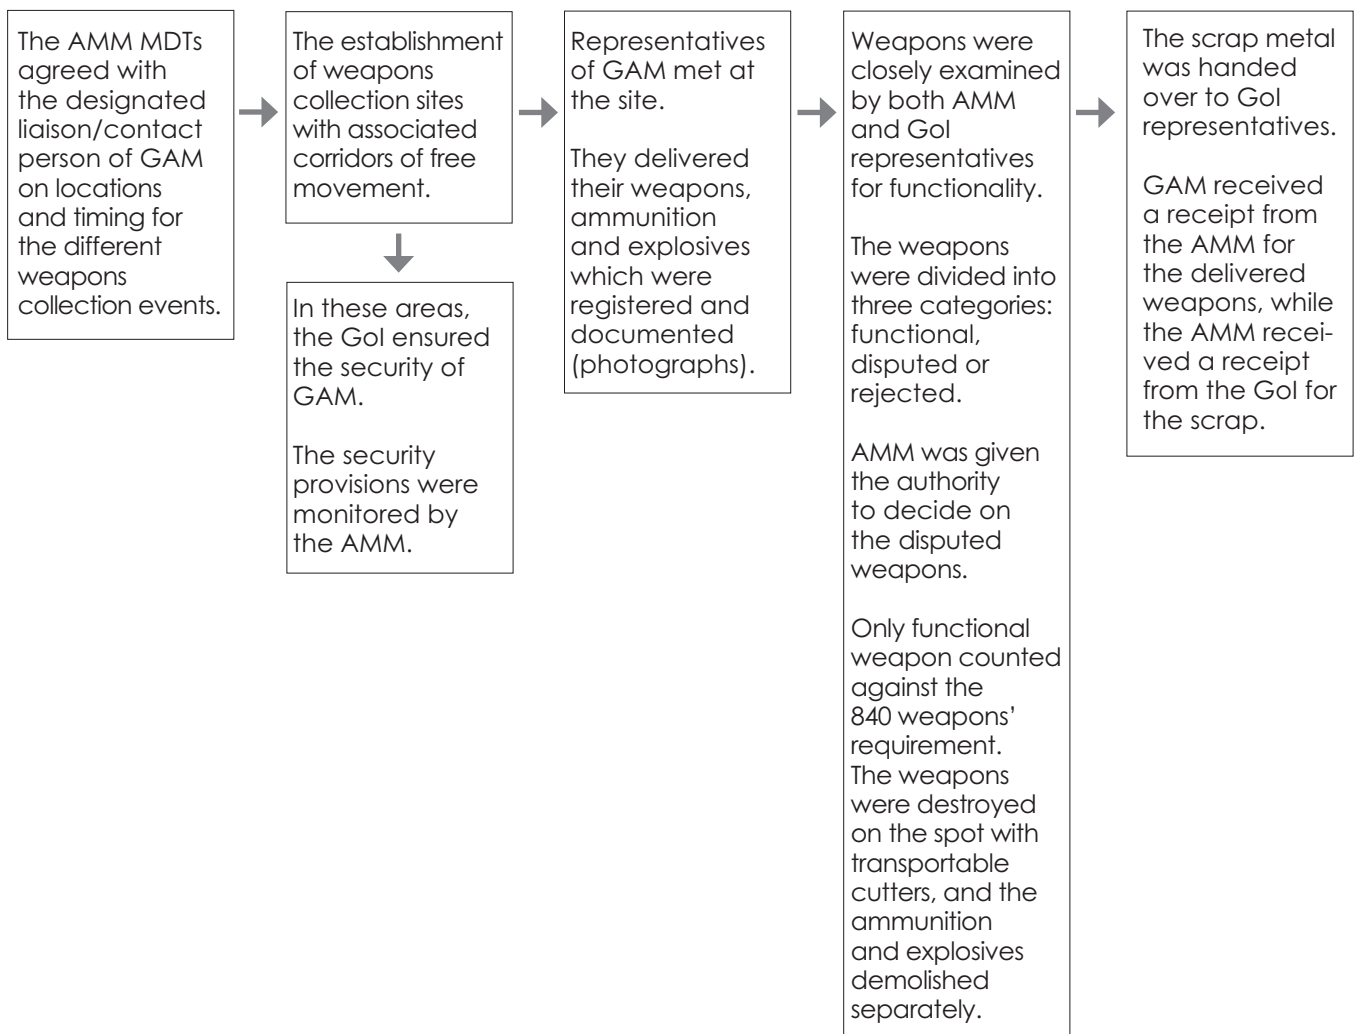 The AMM MDTs
agreed with
the designated
liaison/contact
person of GAM
on locations
and timing for
the different
weapons
collection events.
The establishment
of weapons
collection sites
with associated
corridors of free
movement.
In these areas,
the GoI ensured
the security of
GAM.
The security
provisions were
monitored by
the AMM.
Representatives
of GAM met at
the site.
They delivered
their weapons,
ammunition
and explosives
which were
registered and
documented
(photographs).
Weapons were
closely examined
by both AMM
and GoI
representatives
for functionality.
The weapons
were divided into
three categories:
functional,
disputed or
rejected.
AMM was given
the authority
to decide on
the disputed
weapons.
Only functional
weapon counted
against the
840 weapons’
requirement.
The weapons
were destroyed
on the spot with
transportable
cutters, and the
ammunition
and explosives
demolished
separately.
The scrap metal
was handed
over to GoI
representatives.
GAM received
a receipt from
the AMM for
the delivered
weapons, while
the AMM recei-
ved a receipt
from the GoI for
the scrap.